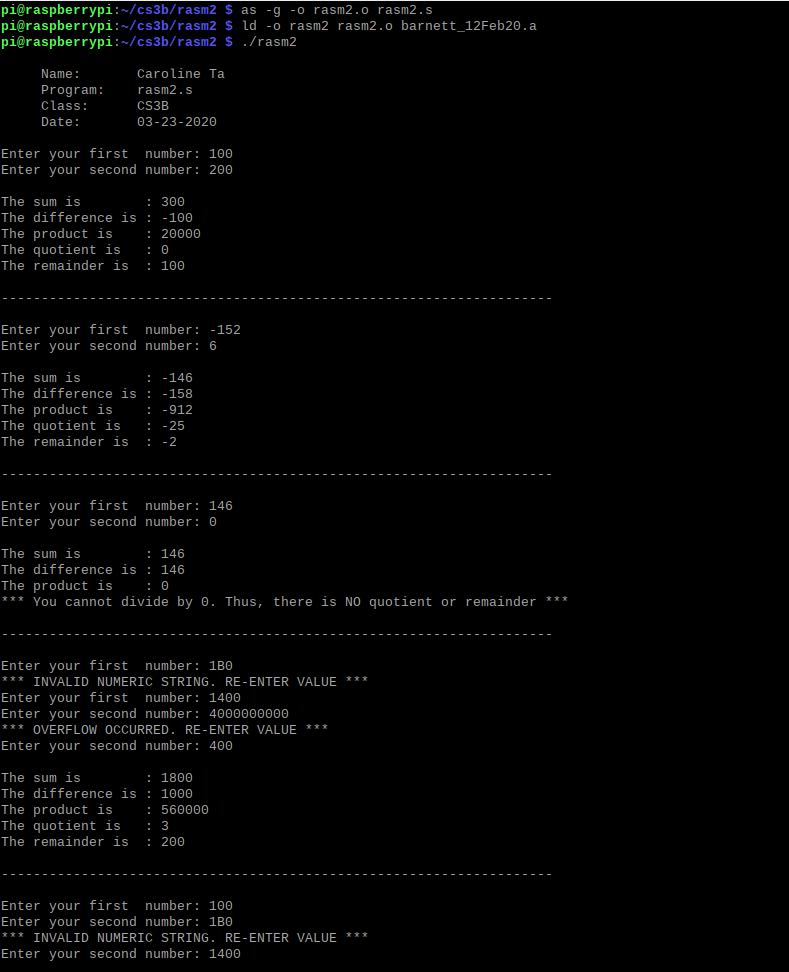 pi@raspberrypi:~/cs3b/rasm2 $ as -g -o rasm2.o rasm2.s
pi@raspberrypi:~/cs3b/rasm2 $ ld -o rasm2 rasm2.o barnett_12Feb20.a
pi@raspberrypi:~/cs3b/rasm2 $ ./rasm2
     Name:       Caroline Ta
     Program:    rasm2.s
     Class:      CS3B
     Date:       03-23-2020
Enter your first  number: 100
Enter your second number: 200
The sum is        : 300
The difference is : -100
The product is    : 20000
The quotient is   : 0
The remainder is  : 100
---------------------------------------------------------------------
Enter your first  number: -152
Enter your second number: 6
The sum is        : -146
The difference is : -158
The product is    : -912
The quotient is   : -25
The remainder is  : -2
---------------------------------------------------------------------
Enter your first  number: 146
Enter your second number: 0
The sum is        : 146
The difference is : 146
The product is    : 0
*** You cannot divide by 0. Thus, there is NO quotient or remainder ***
---------------------------------------------------------------------
Enter your first  number: 1B0
*** INVALID NUMERIC STRING. RE-ENTER VALUE ***
Enter your first  number: 1400
Enter your second number: 4000000000
*** OVERFLOW OCCURRED. RE-ENTER VALUE ***
Enter your second number: 400
The sum is        : 1800
The difference is : 1000
The product is    : 560000
The quotient is   : 3
The remainder is  : 200
---------------------------------------------------------------------
Enter your first  number: 100
Enter your second number: 1B0
*** INVALID NUMERIC STRING. RE-ENTER VALUE ***
Enter your second number: 1400